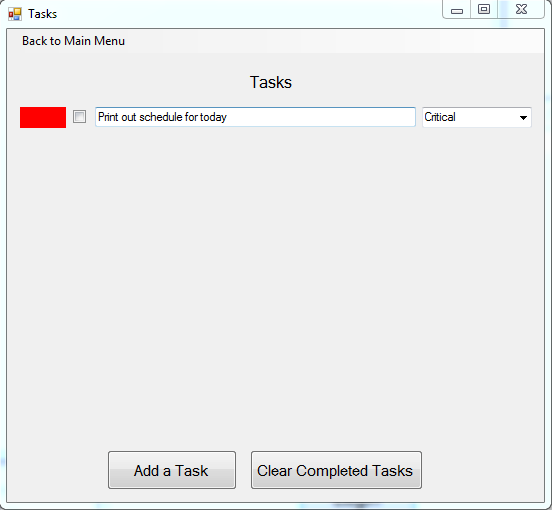 Tasks
Back to Main Menu
Tasks
Print out schedule for today
Critical
Add a Task
Clear Completed Tasks